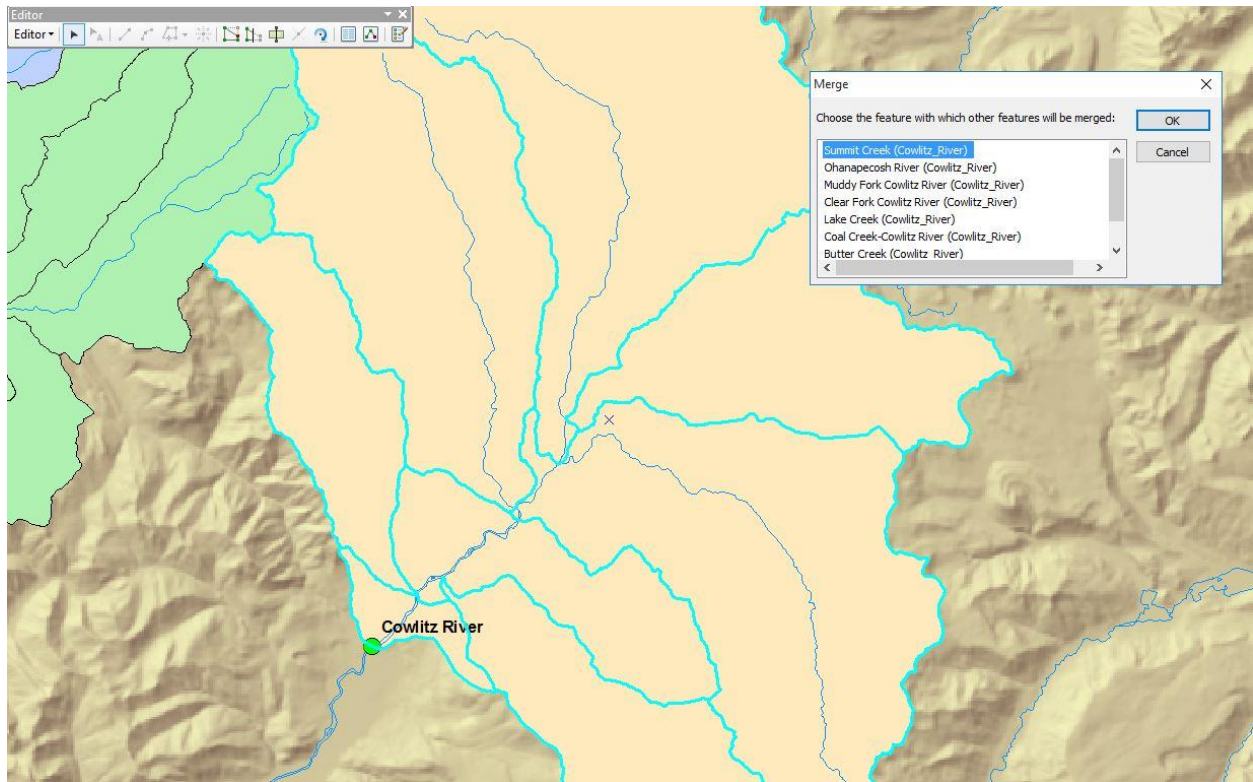 Editor
Editor
Merge
Choose the feature with which other features will be merged:
Summit Creek (Cowlitz_River)
Ohanapecosh River (Cowlitz_River)
Muddy Fork Cowlitz River (Cowlitz_River)
Clear Fork Cowlitz River (Cowlitz_River)
Lake Creek (Cowlitz_River)
Coal Creek-Cowlitz River (Cowlitz_River)
Butter Creek (Cowlitz_River)
OK
Cancel
Cowlitz River